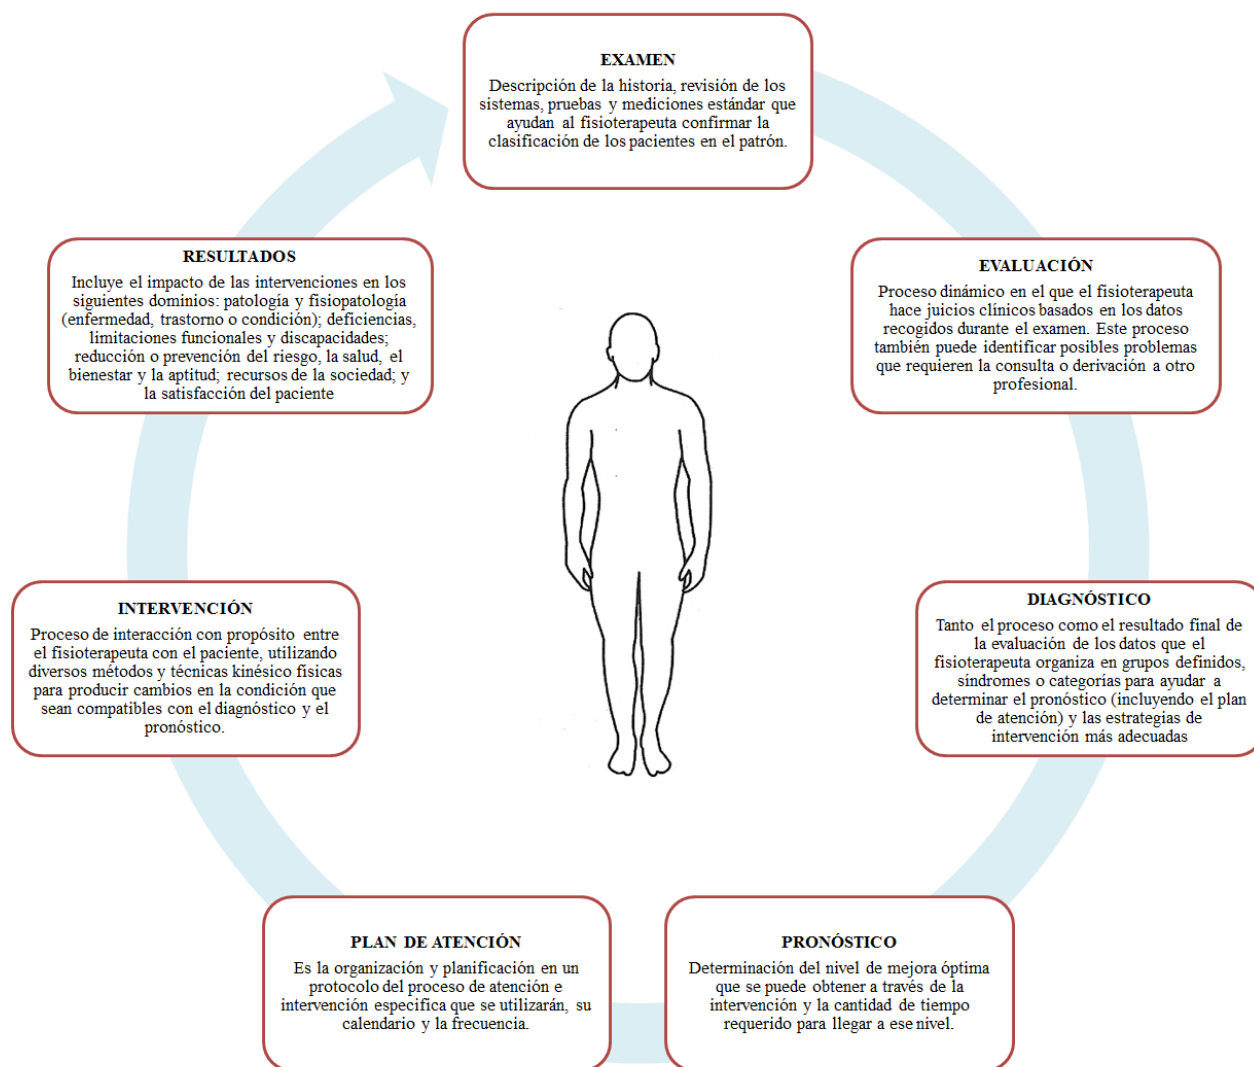 EXAMEN
Descripción de la historia, revisión de los
sistemas, pruebas y mediciones estándar que
ayudan al fisioterapeuta confirmar la
clasificación de los pacientes en el patrón.
EVALUACIÓN
Proceso dinámico en el que el fisioterapeuta
hace juicios clínicos basados en los datos
recogidos durante el examen. Este proceso
también puede identificar posibles problemas
que requieren la consulta o derivación a otro
profesional.
DIAGNÓSTICO
Tanto el proceso como el resultado final de
la evaluación de los datos que el
fisioterapeuta organiza en grupos definidos,
síndromes o categorías para ayudar a
determinar el pronóstico (incluyendo el plan
de atención) y las estrategias de
intervención más adecuadas
PRONÓSTICO
Determinación del nivel de mejora óptima
que se puede obtener a través de la
intervención y la cantidad de tiempo
requerido para llegar a ese nivel.
PLAN DE ATENCIÓN
Es la organización y planificación en un
protocolo del proceso de atención e
intervención especifica que se utilizarán, su
calendario y la frecuencia.
INTERVENCIÓN
Proceso de interacción con propósito entre
el fisioterapeuta con el paciente, utilizando
diversos métodos y técnicas kinésico físicas
para producir cambios en la condición que
sean compatibles con el diagnóstico y el
pronóstico.
RESULTADOS
Incluye el impacto de las intervenciones en los
siguientes dominios: patología y fisiopatología
(enfermedad, trastorno o condición); deficiencias,
limitaciones funcionales y discapacidades;
reducción o prevención del riesgo, la salud, el
bienestar y la aptitud; recursos de la sociedad; y
la satisfacción del paciente